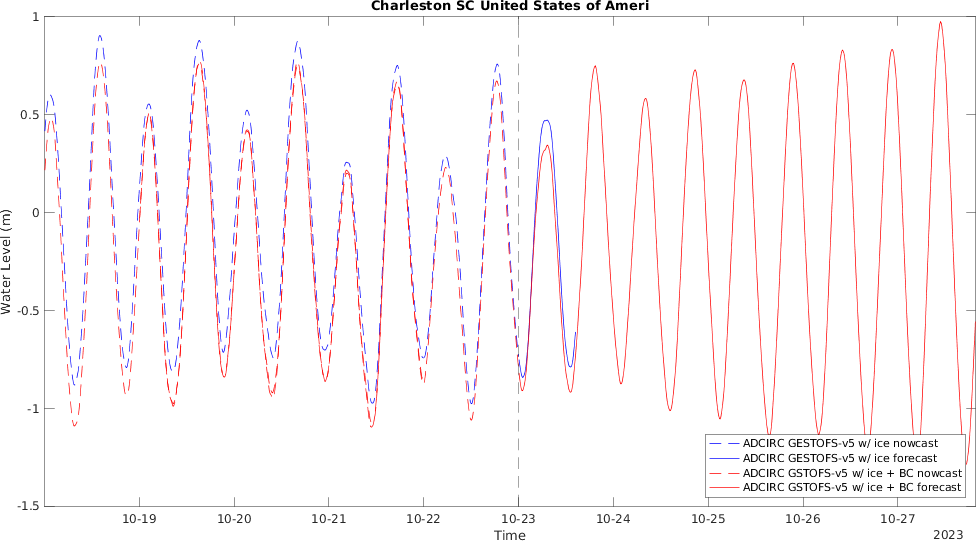 Charleston SC United States of Ameri
1
0.5
0
-0.5
-1
-1.5
Water Level (m)
ADCIRC GESTOFS-v5 w/ ice nowcast
ADCIRC GESTOFS-v5 w/ ice forecast
ADCIRC GSTOFS-v5 w/ ice + BC nowcast
ADCIRC GSTOFS-v5 w/ ice + BC forecast
10-19 10-20 10-21 10-22 10-23 10-24 10-25 10-26 10-27
Time
2023